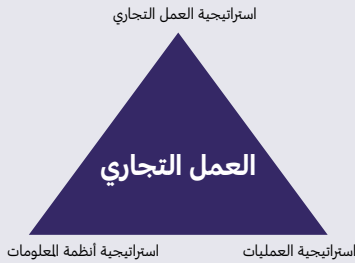 استراتيجية العمل التجاري
العمل التجاري
استراتيجية العمليات
استراتيجية أنظمة المعلومات